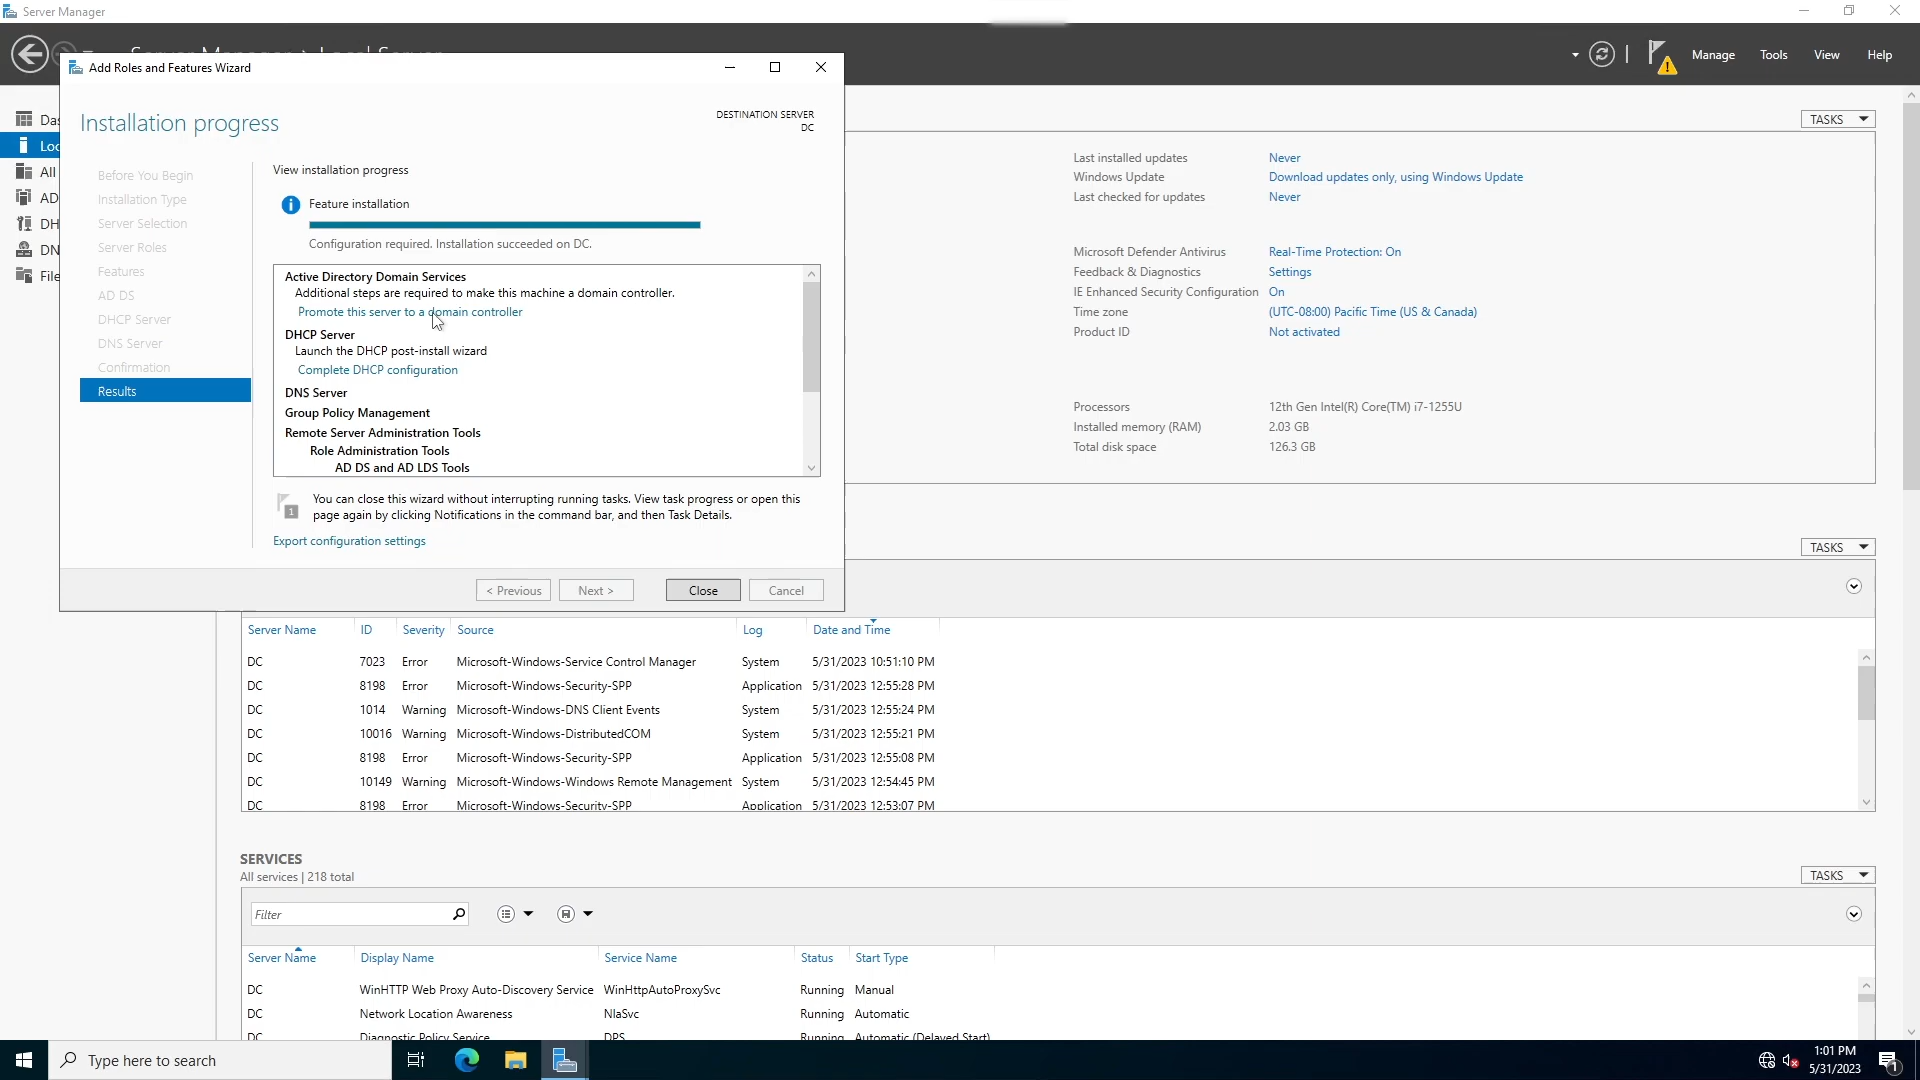 Server Manager
Add Roles and Features Wizard
Manage
Tools
View
Help
Installation progress
DESTINATION SERVER
DC
Before You Begin
Installation Type
Server Selection
Server Roles
Features
AD DS
DHCP Server
DNS Server
Confirmation
Results
View installation progress
Feature installation
Configuration required. Installation succeeded on DC.
Active Directory Domain Services
Additional steps are required to make this machine a domain controller.
Promote this server to a domain controller
DHCP Server
Launch the DHCP post-install wizard
Complete DHCP configuration
DNS Server
Group Policy Management
Remote Server Administration Tools
Role Administration Tools
AD DS and AD LDS Tools
1
You can close this wizard without interrupting running tasks. View task progress or open this
page again by clicking Notifications in the command bar, and then Task Details.
Export configuration settings
< Previous
Next >
Close
Cancel
Das
Loc
All
AD
DH
DN
File
TASKS
Last installed updates Never
Windows Update Download updates only, using Windows Update
Last checked for updates Never
Microsoft Defender Antivirus Real-Time Protection: On
Feedback & Diagnostics Settings
IE Enhanced Security Configuration On
Time zone (UTC-08:00) Pacific Time (US & Canada)
Product ID Not activated
Processors 12th Gen Intel(R) Core(TM) i7-1255U
Installed memory (RAM) 2.03 GB
Total disk space 126.3 GB
TASKS
Server Name ID Severity Source Log Date and Time
DC 7023 Error Microsoft-Windows-Service Control Manager System 5/31/2023 10:51:10 PM
DC 8198 Error Microsoft-Windows-Security-SPP Application 5/31/2023 12:55:28 PM
DC 1014 Warning Microsoft-Windows-DNS Client Events System 5/31/2023 12:55:24 PM
DC 10016 Warning Microsoft-Windows-DistributedCOM System 5/31/2023 12:55:21 PM
DC 8198 Error Microsoft-Windows-Security-SPP Application 5/31/2023 12:55:08 PM
DC 10149 Warning Microsoft-Windows-Windows Remote Management System 5/31/2023 12:54:45 PM
DC 8198 Error Microsoft-Windows-Security-SPP Application 5/31/2023 12:53:07 PM
SERVICES
All services | 218 total
TASKS
Filter
Server Name Display Name Service Name Status Start Type
DC WinHTTP Web Proxy Auto-Discovery Service WinHttpAutoProxySvc Running Manual
DC Network Location Awareness NlaSvc Running Automatic
DC Diagnostic Policy Service DPS Running Automatic (Delayed Start)
Type here to search
1:01 PM
5/31/2023
1